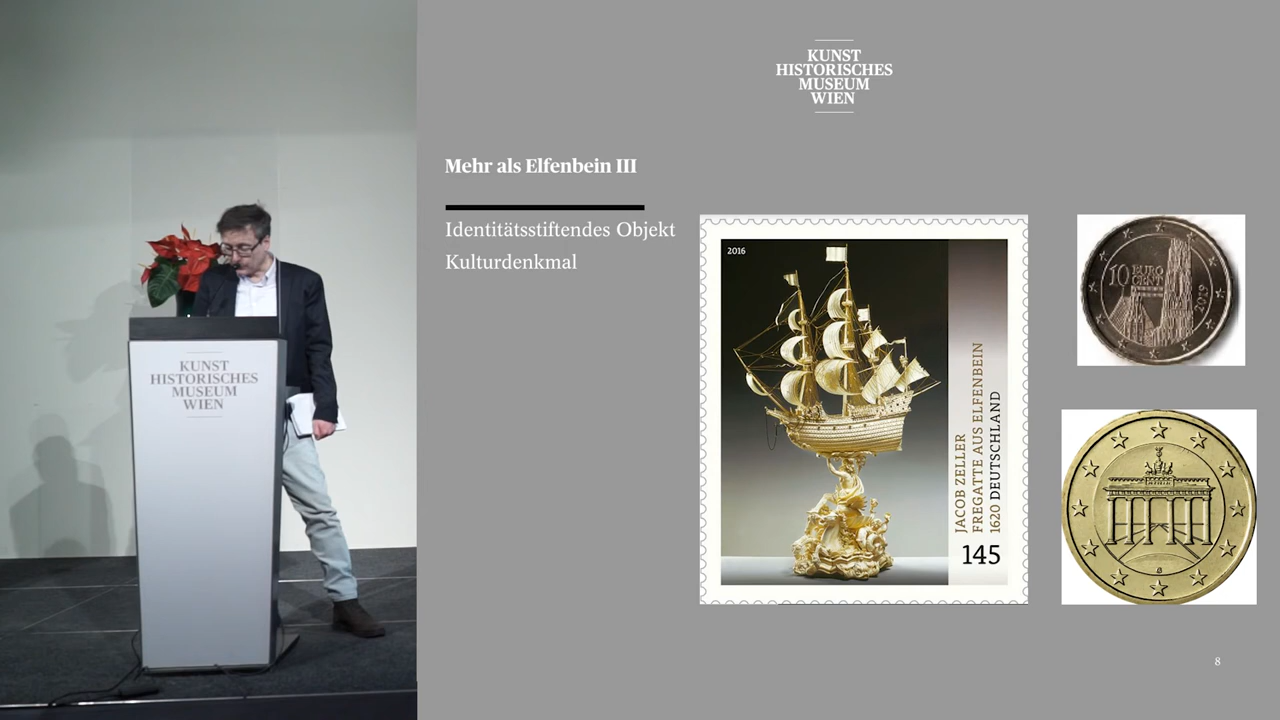 KUNST
HISTORISCHES
MUSEUM
WIEN
Mehr als Elfenbein III
Identitätsstiftendes Objekt
Kulturdenkmal
2016
JACOB ZELLER
FREGATTE AUS ELFENBEIN
1620 DEUTSCHLAND
145
10 EURO
CENT
2019
KUNST
HISTORISCHES
MUSEUM
WIEN
8